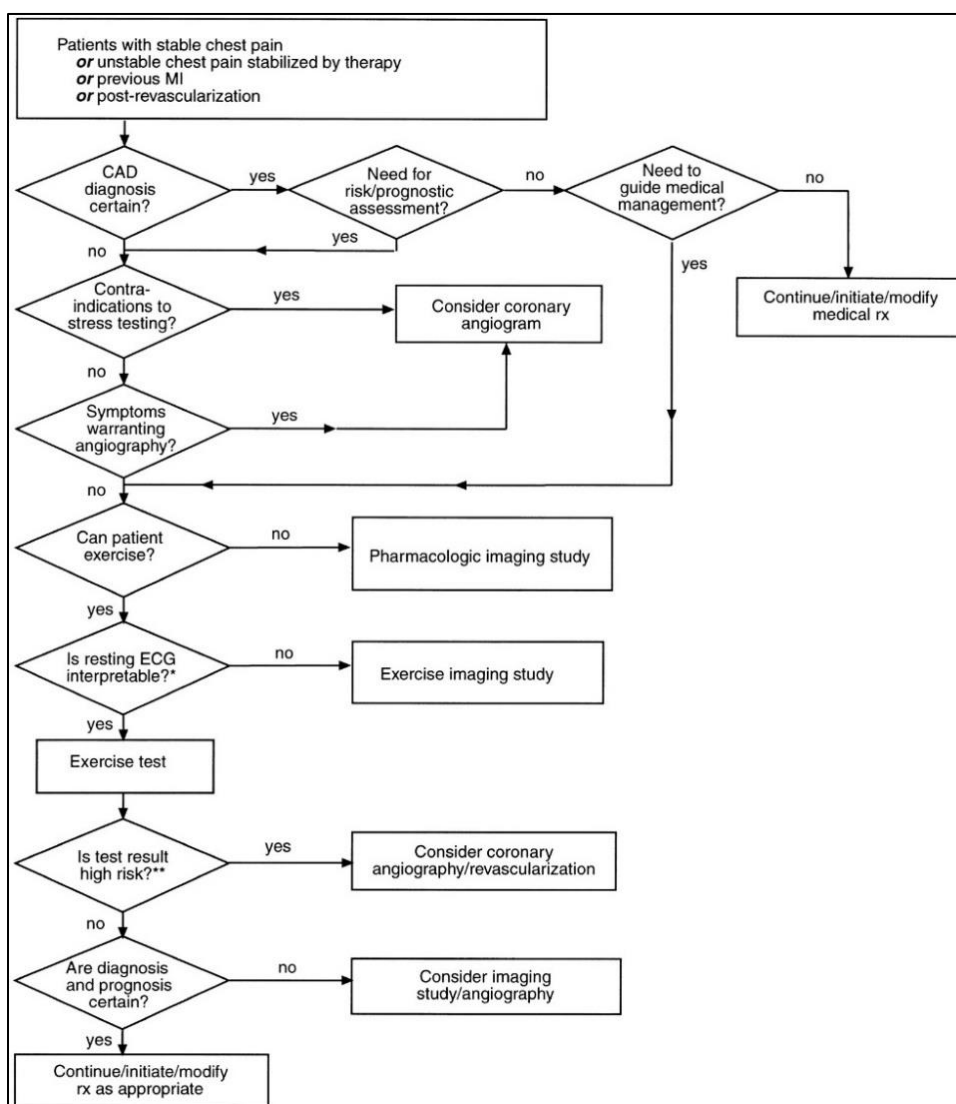 Patients with stable chest pain
or unstable chest pain stabilized by therapy
or previous MI
or post-revascularization
CAD
diagnosis
certain?
yes
Need for
risk/prognostic
assessment?
no
Need to
guide medical
management?
no
yes
no
yes
Contra-
indications to
stress testing?
yes
Consider coronary
angiogram
Continue/initiate/modify
medical rx
no
Symptoms
warranting
angiography?
yes
no
Can patient
exercise?
no
Pharmacologic imaging study
yes
Is resting ECG
interpretable?*
no
Exercise imaging study
yes
Exercise test
Is test result
high risk?**
yes
Consider coronary
angiography/revascularization
no
Are diagnosis
and prognosis
certain?
no
Consider imaging
study/angiography
yes
Continue/initiate/modify
rx as appropriate